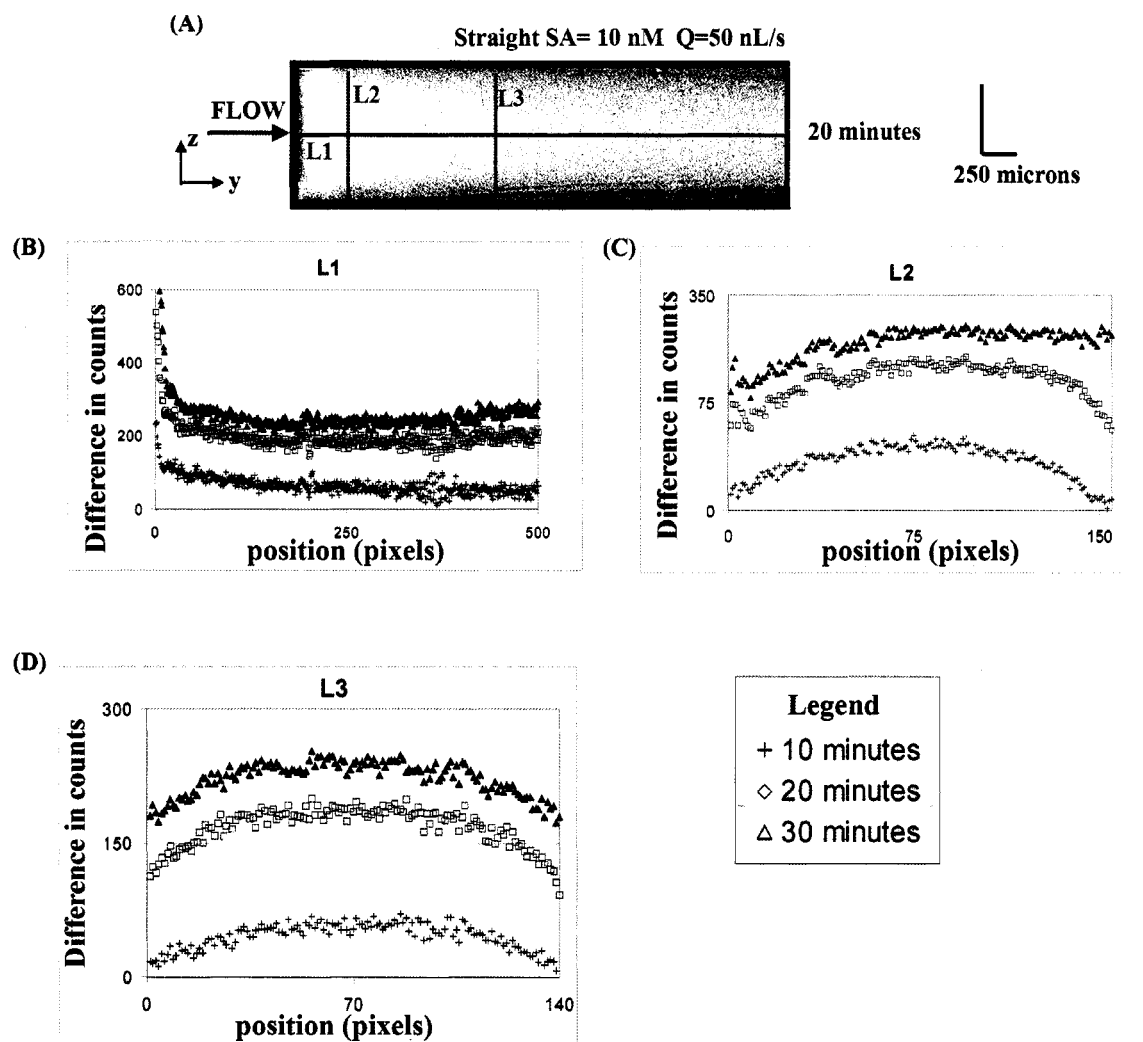 (A)
Straight SA= 10 nM Q=50 nL/s
FLOW
L2
L3
L1
z
y
20 minutes
250 microns
(B)
L1
Difference in counts
600
400
200
0
0
250
500
position (pixels)
(C)
L2
Difference in counts
350
75
0
0
75
150
position (pixels)
(D)
L3
Difference in counts
300
150
0
0
70
140
position (pixels)
Legend
+ 10 minutes
◇ 20 minutes
△ 30 minutes